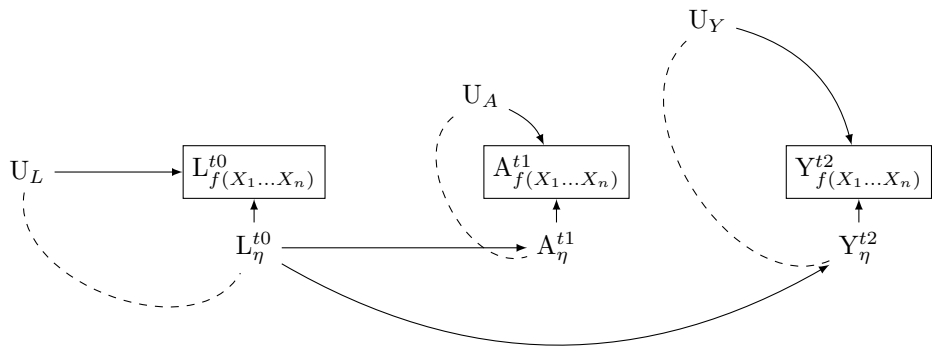 U_Y
U_A
U_L
L^{t0}_{f(X_1...X_n)}
A^{t1}_{f(X_1...X_n)}
Y^{t2}_{f(X_1...X_n)}
L^{t0}_η
A^{t1}_η
Y^{t2}_η